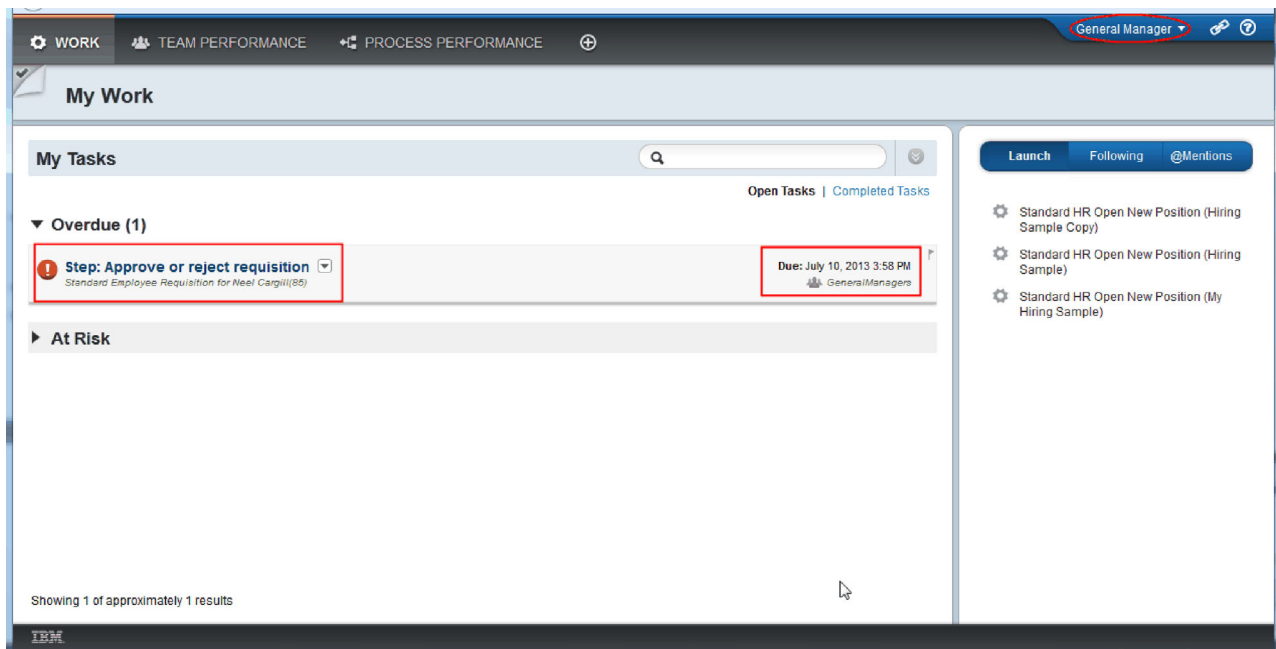 WORK TEAM PERFORMANCE PROCESS PERFORMANCE General Manager
My Work
My Tasks
Open Tasks | Completed Tasks
Overdue (1)
Step: Approve or reject requisition
Standard Employee Requisition for Neel Cargill(85)
Due: July 10, 2013 3:58 PM
GeneralManagers
At Risk
Showing 1 of approximately 1 results
Launch Following @Mentions
Standard HR Open New Position (Hiring
Sample Copy)
Standard HR Open New Position (Hiring
Sample)
Standard HR Open New Position (My
Hiring Sample)
IBM.